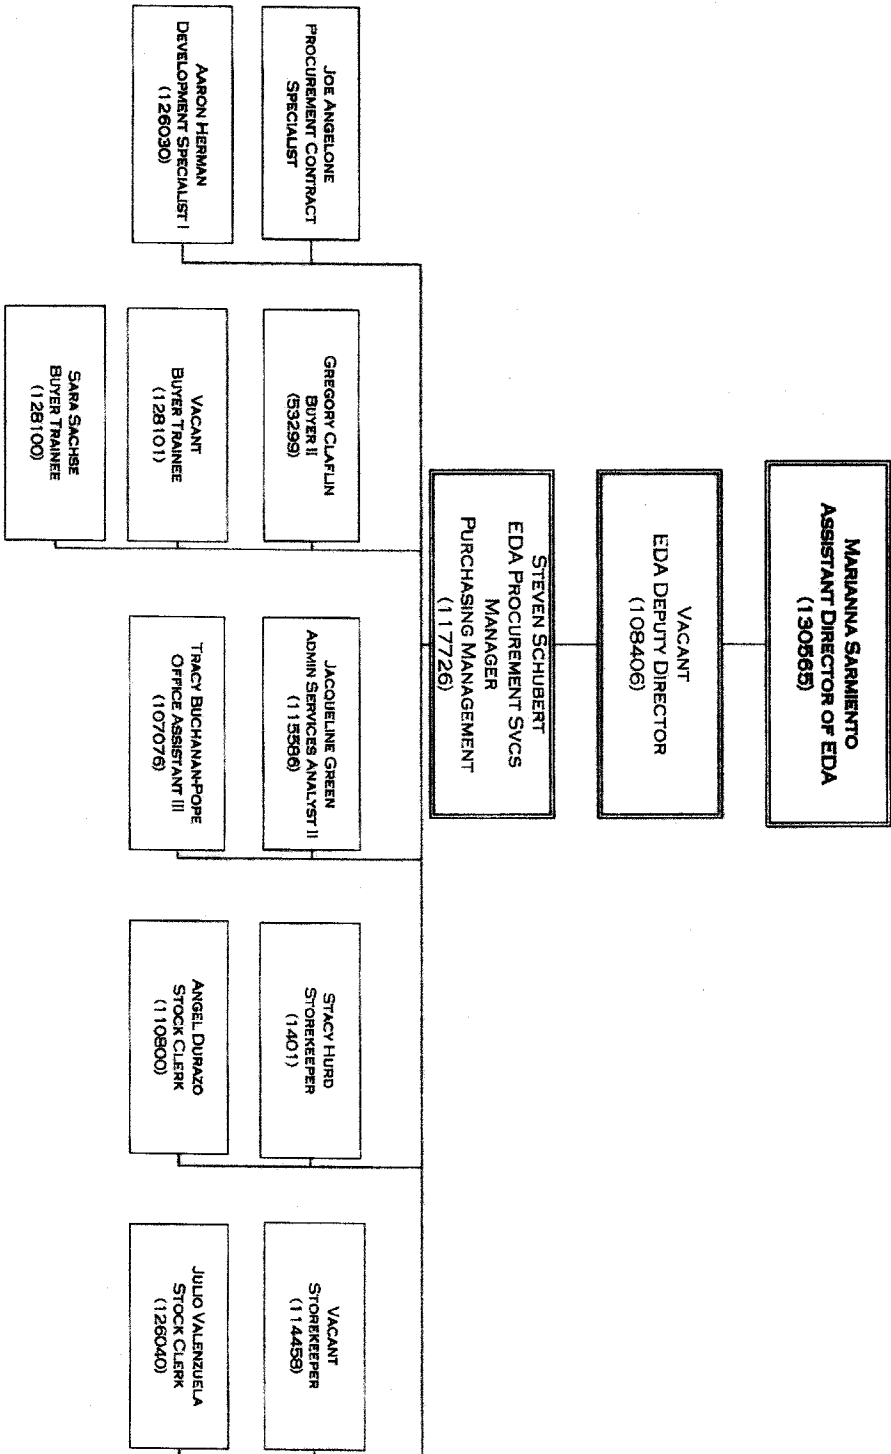 MARIANNA SARMIENTO
ASSISTANT DIRECTOR OF EDA
(130565)
VACANT
EDA DEPUTY DIRECTOR
(108406)
STEVEN SCHUBERT
EDA PROCUREMENT SVCS
MANAGER
PURCHASING MANAGEMENT
(117726)
JOE ANGELONE
PROCUREMENT CONTRACT
SPECIALIST
AARON HERMAN
DEVELOPMENT SPECIALIST I
(126030)
GREGORY CLAFLIN
BUYER II
(53299)
VACANT
BUYER TRAINEE
(128101)
SARA SACHSE
BUYER TRAINEE
(128100)
JACQUELINE GREEN
ADMIN SERVICES ANALYST II
(115586)
TRACY BUCHANAN-POPE
OFFICE ASSISTANT III
(107076)
STACY HURD
STOREKEEPER
(1401)
ANGEL DURAZO
STOCK CLERK
(110800)
VACANT
STOREKEEPER
(114458)
JULIO VALENZUELA
STOCK CLERK
(126040)